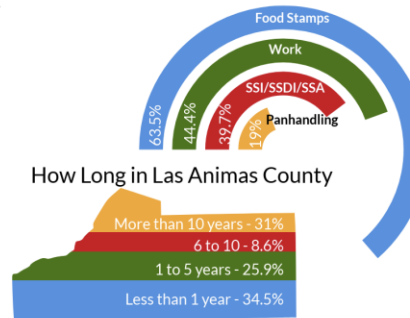 Food Stamps
Work
SSI/SSDI/SSA
Panhandling
63.5%
44.4%
39.7%
19%
How Long in Las Animas County
More than 10 years - 31%
6 to 10 - 8.6%
1 to 5 years - 25.9%
Less than 1 year - 34.5%